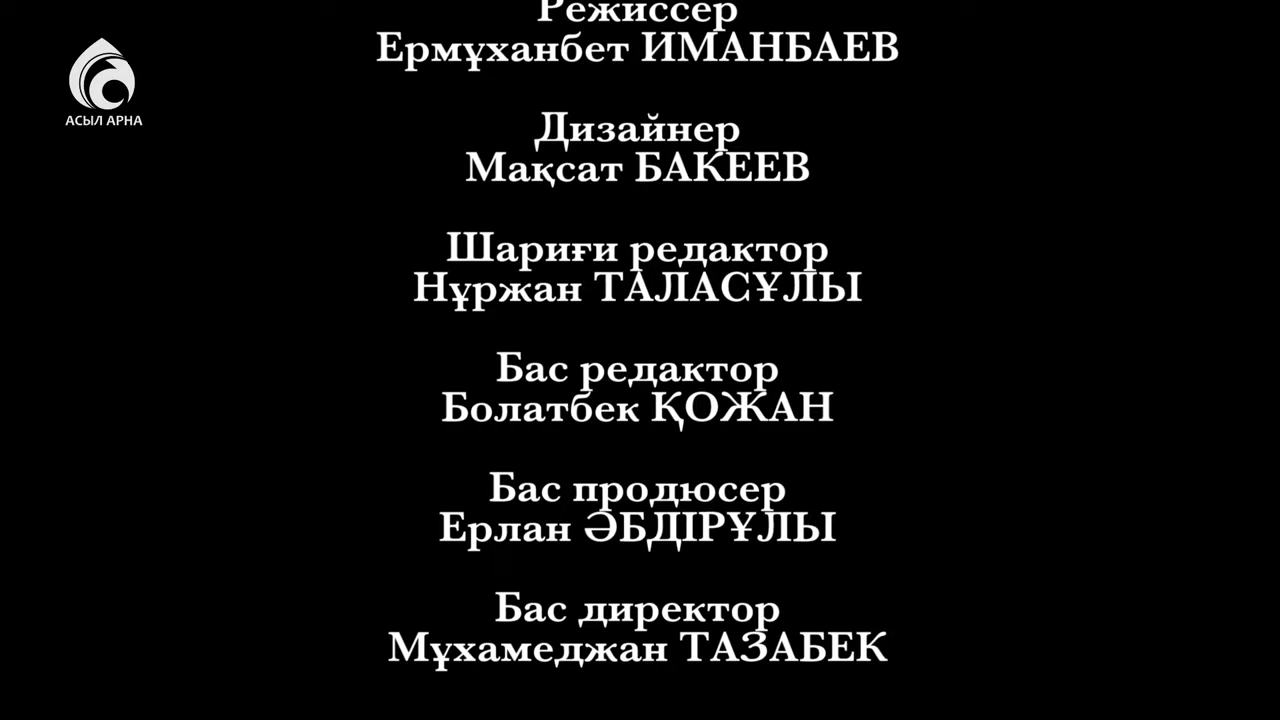 Режиссер
Ермұханбет ИМАНБАЕВ
АСЫЛ АРНА
Дизайнер
Мақсат БАКЕЕВ
Шариғи редактор
Нұржан ТАЛАСҰЛЫ
Бас редактор
Болатбек ҚОЖАН
Бас продюсер
Ерлан ӘБДІРҰЛЫ
Бас директор
Мұхамеджан ТАЗАБЕК